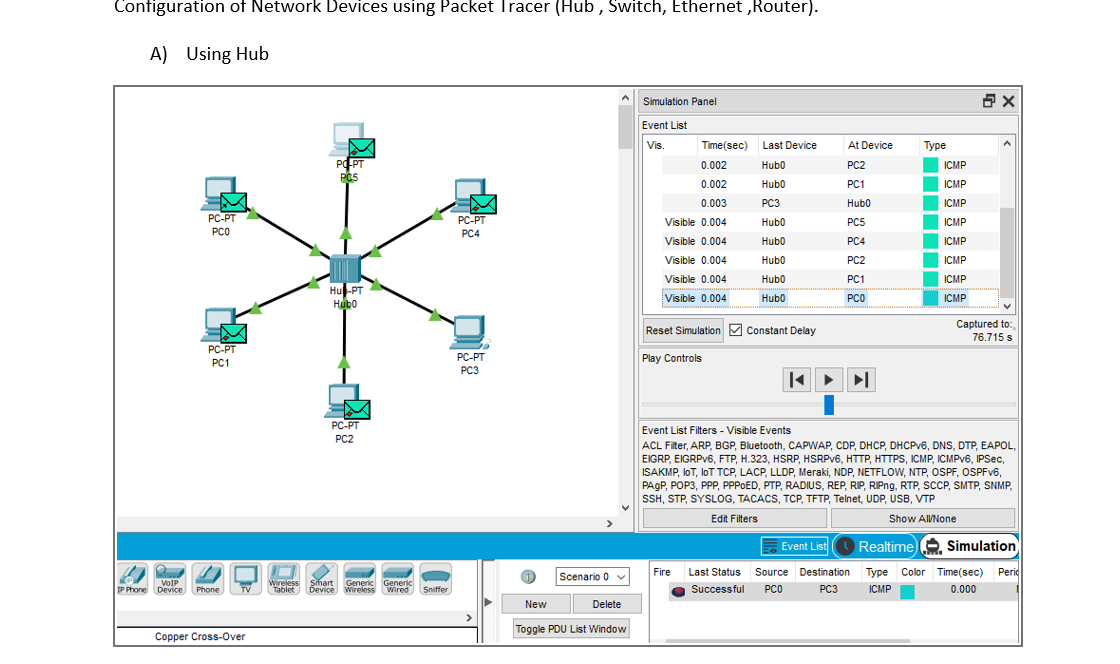 Configuration of Network Devices using Packet Tracer (Hub , Switch, Ethernet ,Router).
A) Using Hub
PC-PT
PC5
PC-PT
PC0
PC-PT
PC4
Hub-PT
Hub0
PC-PT
PC1
PC-PT
PC3
PC-PT
PC2
Simulation Panel
Event List
Vis. Time(sec) Last Device At Device Type
0.002 Hub0 PC2 ICMP
0.002 Hub0 PC1 ICMP
0.003 PC3 Hub0 ICMP
Visible 0.004 Hub0 PC5 ICMP
Visible 0.004 Hub0 PC4 ICMP
Visible 0.004 Hub0 PC2 ICMP
Visible 0.004 Hub0 PC1 ICMP
Visible 0.004 Hub0 PC0 ICMP
Reset Simulation Constant Delay Captured to:
76.715 s
Play Controls
Event List Filters - Visible Events
ACL Filter, ARP, BGP, Bluetooth, CAPWAP, CDP, DHCP, DHCPv6, DNS, DTP, EAPOL,
EIGRP, EIGRPv6, FTP, H.323, HSRP, HSRPv6, HTTP, HTTPS, ICMP, ICMPv6, IPSec,
ISAKMP, IoT, IoT TCP, LACP, LLDP, Meraki, NDP, NETFLOW, NTP, OSPF, OSPFv6,
PAgP, POP3, PPP, PPPoED, PTP, RADIUS, REP, RIP, RIPng, RTP, SCCP, SMTP, SNMP,
SSH, STP, SYSLOG, TACACS, TCP, TFTP, Telnet, UDP, USB, VTP
Edit Filters Show All/None
Event List Realtime Simulation
IP Phone VoIP Device Phone TV Wireless Tablet Smart Device Generic Wireless Generic Wired Sniffer
Copper Cross-Over
Scenario 0
New Delete
Toggle PDU List Window
Fire Last Status Source Destination Type Color Time(sec) Peric
Successful PC0 PC3 ICMP 0.000